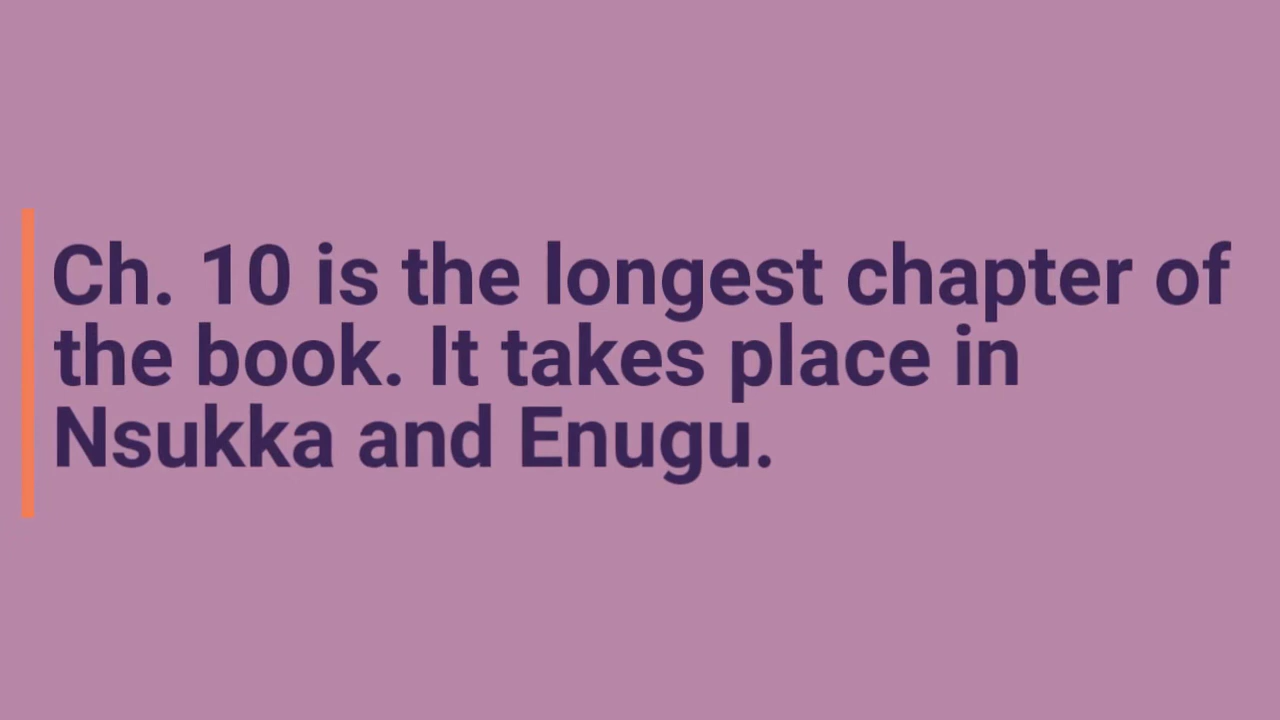 Ch. 10 is the longest chapter of
the book. It takes place in
Nsukka and Enugu.